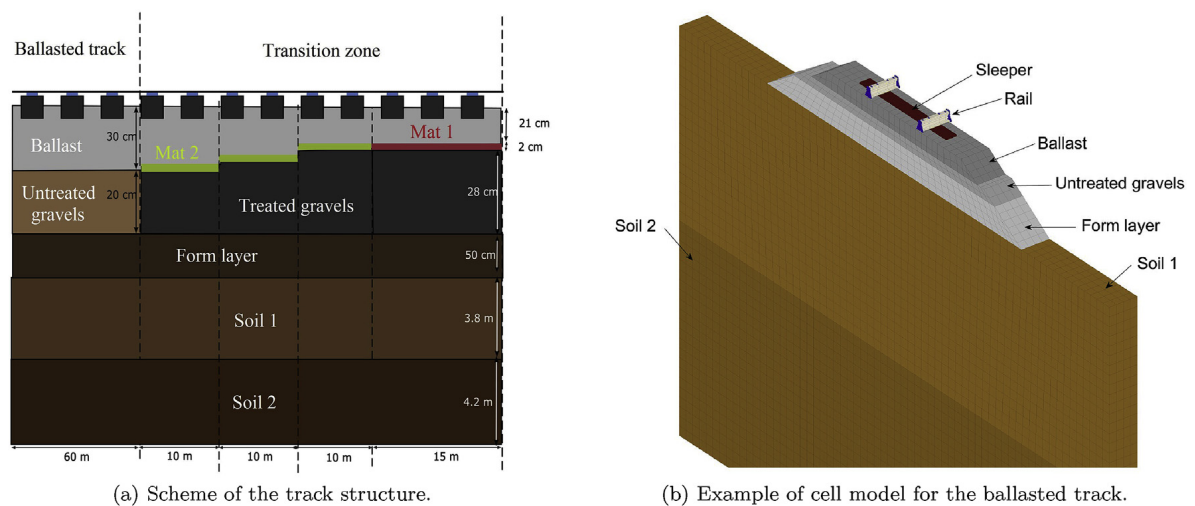 Ballasted track
Transition zone
30 cm
21 cm
Ballast
Mat 2
Mat 1
2 cm
Untreated
gravels
20 cm
Treated gravels
28 cm
Form layer
50 cm
Soil 1
3.8 m
Soil 2
4.2 m
60 m
10 m
10 m
10 m
15 m
(a) Scheme of the track structure.
Sleeper
Rail
Ballast
Untreated gravels
Form layer
Soil 2
Soil 1
(b) Example of cell model for the ballasted track.